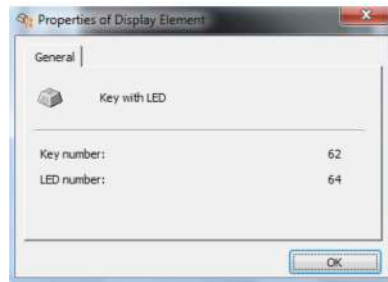 Properties of Display Element
General
Key with LED
Key number: 62
LED number: 64
OK